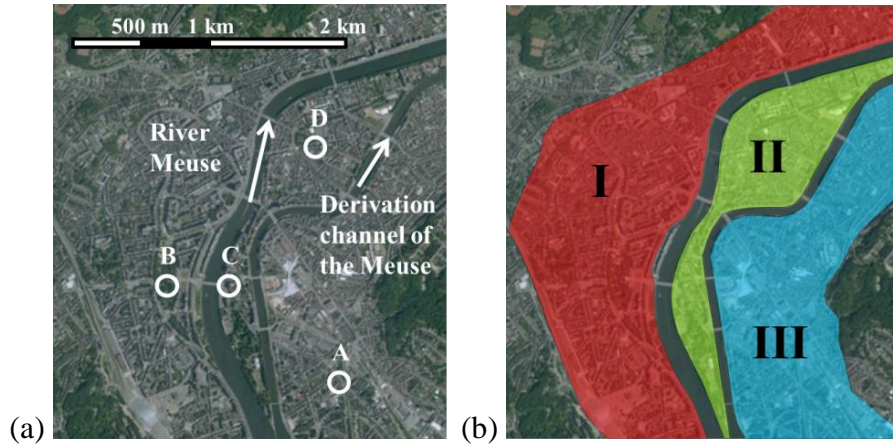 500 m 1 km 2 km
River
Meuse
D
Derivation
channel of
the Meuse
B
C
A
(a)
I
II
III
(b)